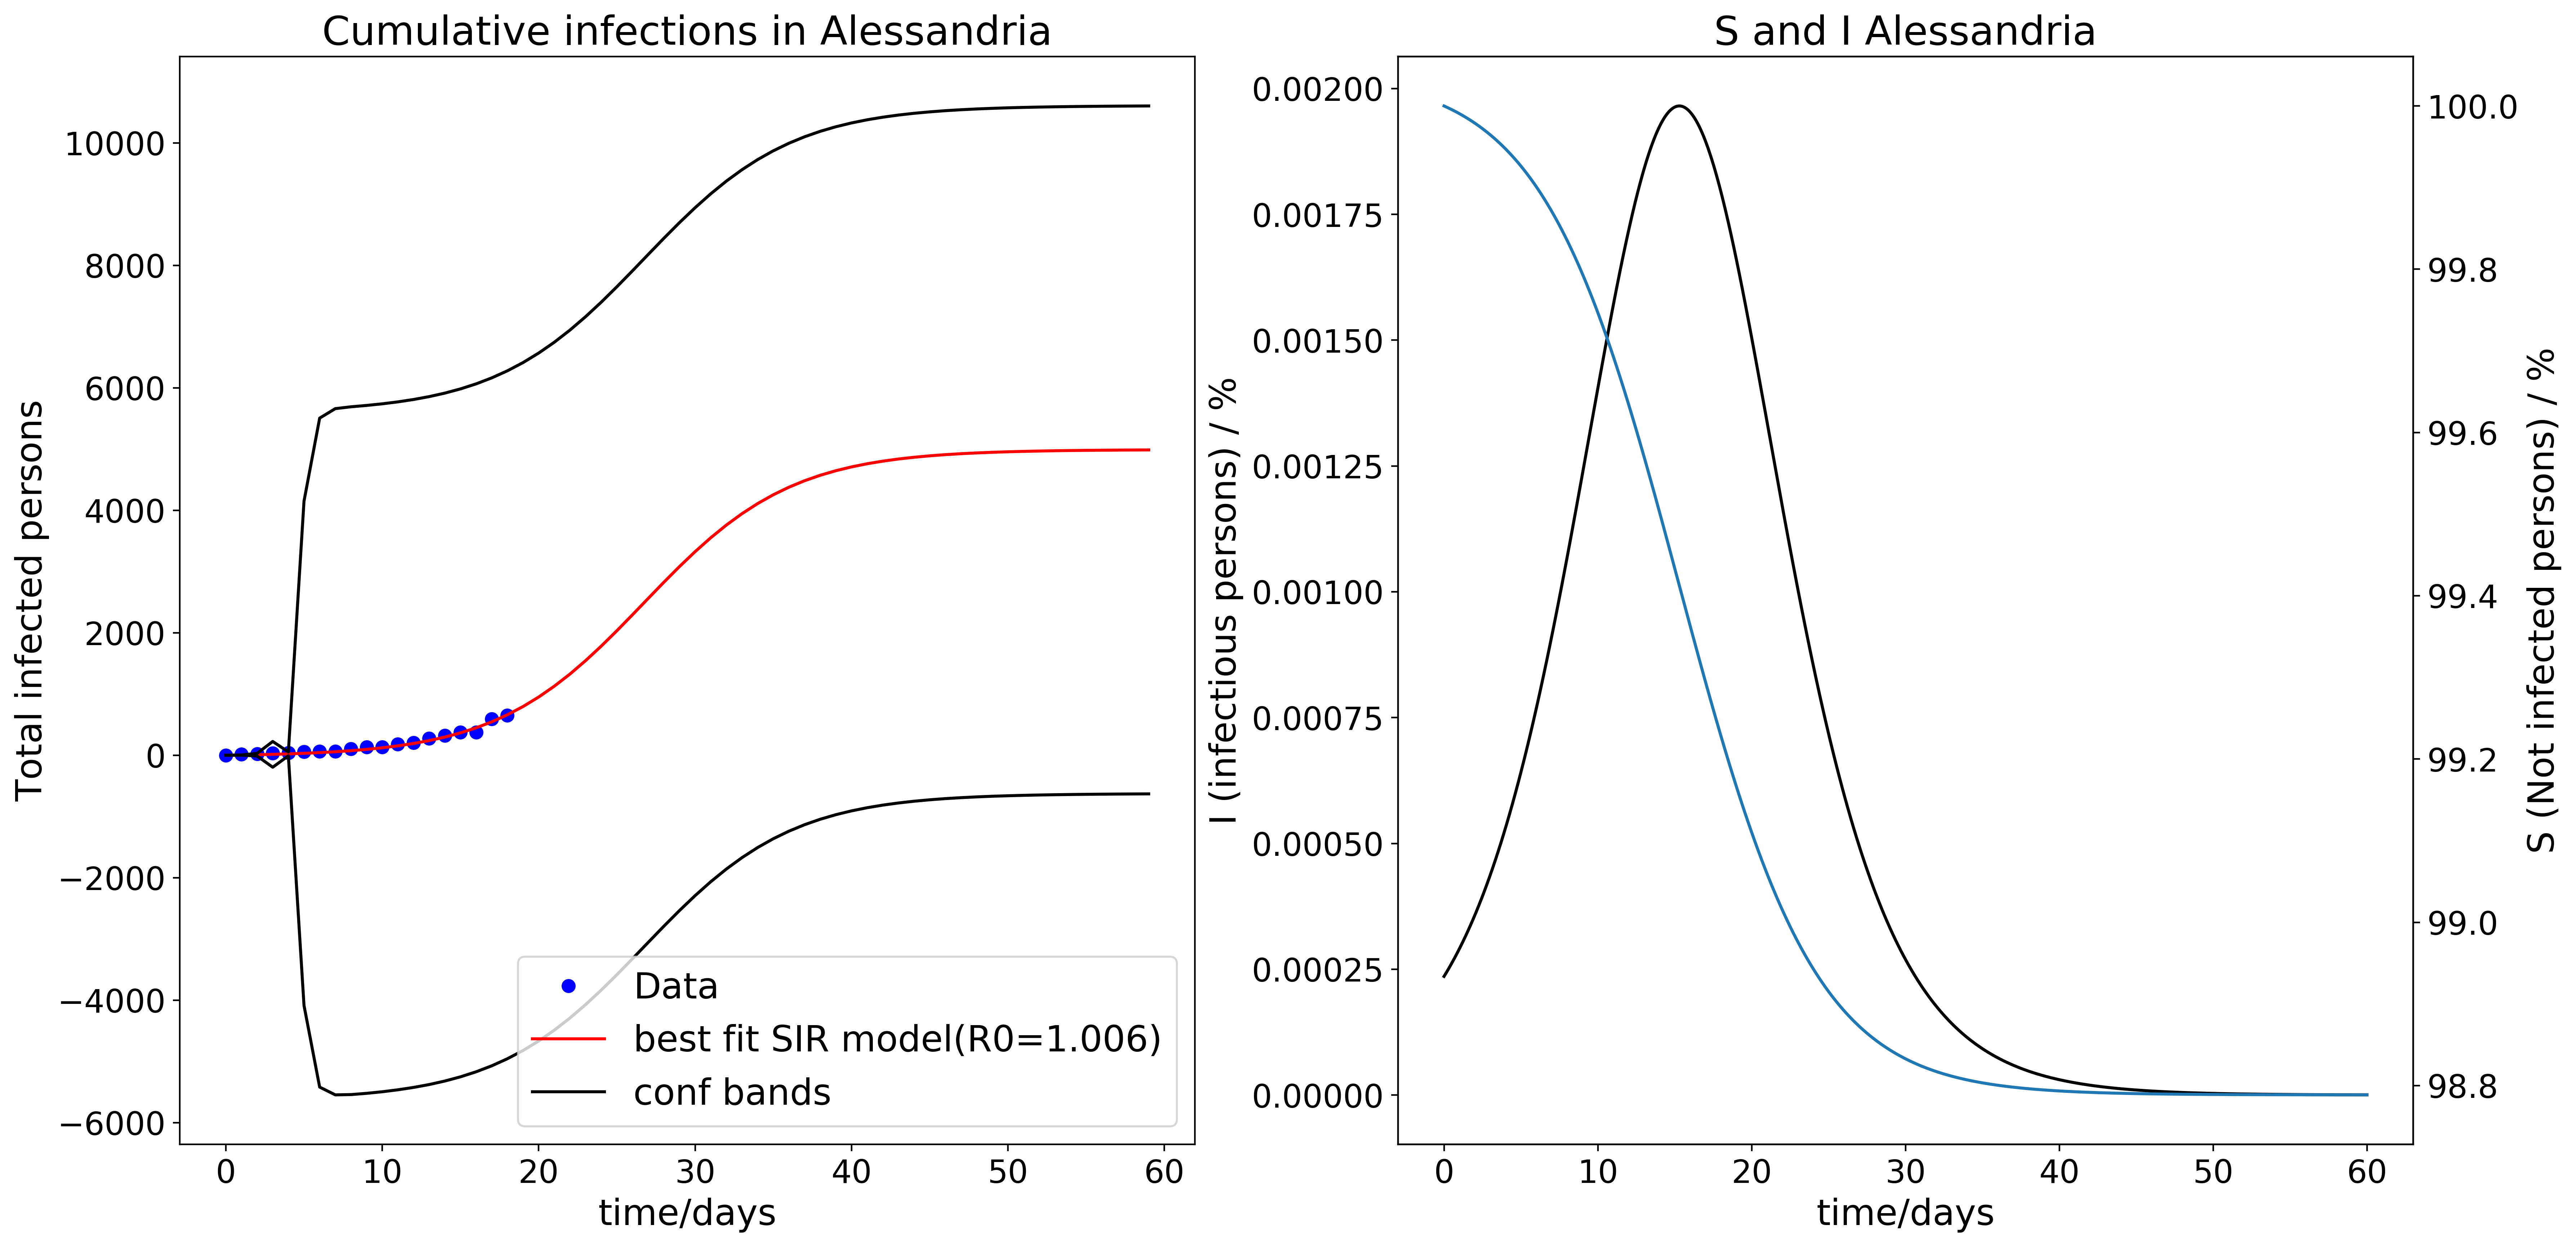 Cumulative infections in Alessandria
Total infected persons
10000
8000
6000
4000
2000
0
−2000
−4000
−6000
0 10 20 30 40 50 60
time/days
Data
best fit SIR model(R0=1.006)
conf bands
S and I Alessandria
I (infectious persons) / %
0.00200
0.00175
0.00150
0.00125
0.00100
0.00075
0.00050
0.00025
0.00000
0 10 20 30 40 50 60
time/days
100.0
99.8
99.6
99.4
99.2
99.0
98.8
S (Not infected persons) / %